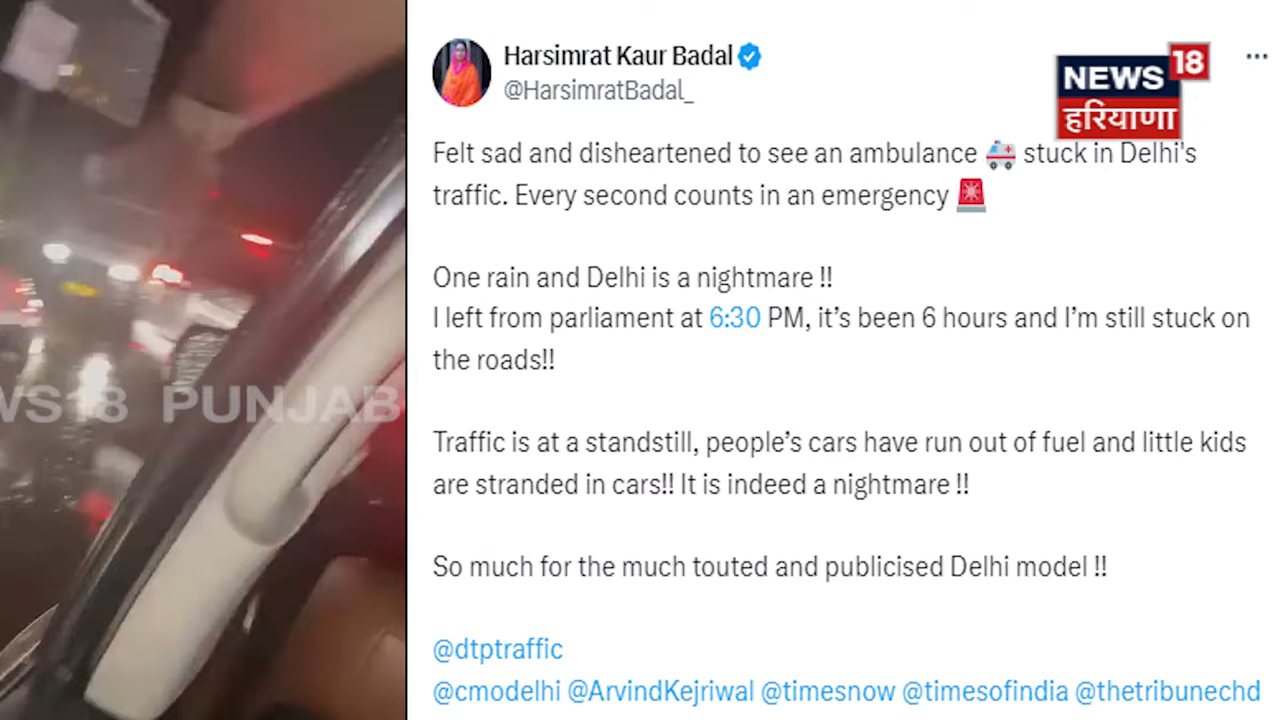 Harsimrat Kaur Badal
@HarsimratBadal_
NEWS 18
हरियाणा
Felt sad and disheartened to see an ambulance 🚑 stuck in Delhi's
traffic. Every second counts in an emergency 🚨
One rain and Delhi is a nightmare !!
I left from parliament at 6:30 PM, it’s been 6 hours and I’m still stuck on
the roads!!
Traffic is at a standstill, people’s cars have run out of fuel and little kids
are stranded in cars!! It is indeed a nightmare !!
So much for the much touted and publicised Delhi model !!
@dtptraffic
@cmodelhi @ArvindKejriwal @timesnow @timesofindia @thetribunechd
WS18 PUNJAB